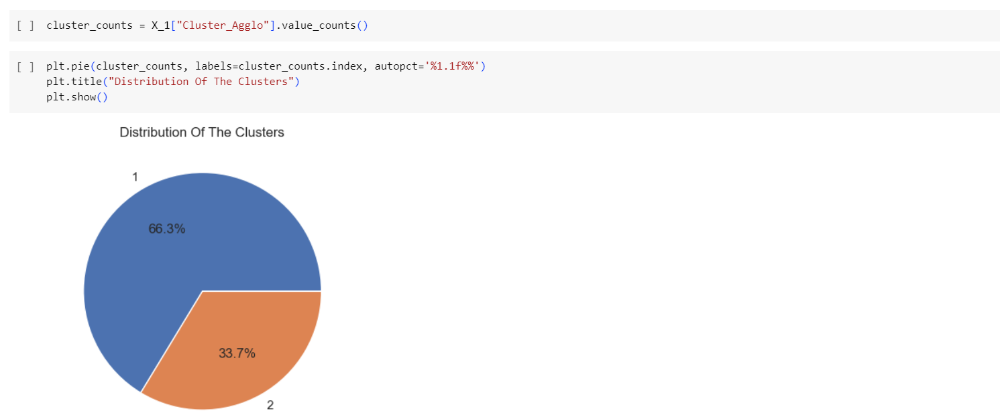 [ ] cluster_counts = X_1["Cluster_Agglo"].value_counts()
[ ] plt.pie(cluster_counts, labels=cluster_counts.index, autopct='%1.1f%%')
plt.title("Distribution Of The Clusters")
plt.show()
Distribution Of The Clusters
1
66.3%
33.7%
2